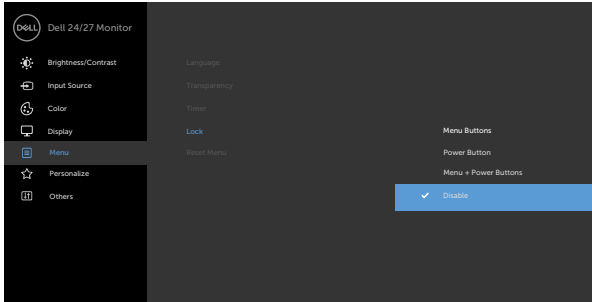 DELL
Dell 24/27 Monitor
Brightness/Contrast
Input Source
Color
Display
Menu
Personalize
Others
Language
Transparency
Timer
Lock
Reset Menu
Menu Buttons
Power Button
Menu + Power Buttons
Disable